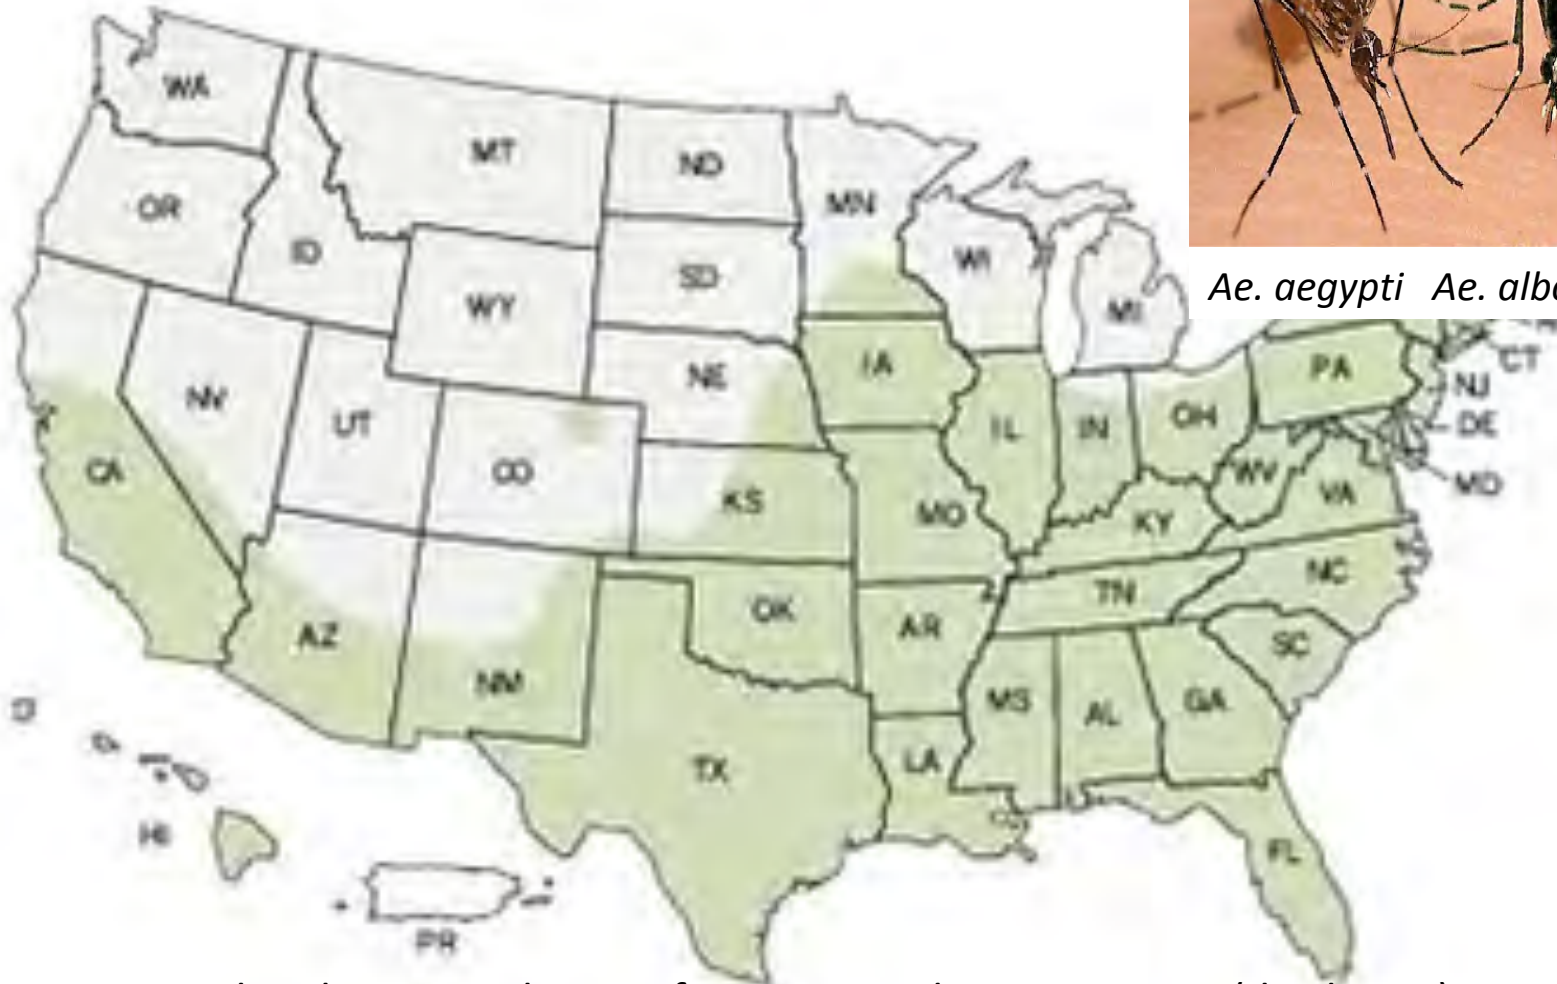 WA
MT
ND
MN
OR
ID
WI
SD
WY
MI
Ae. aegypti Ae. albo
NE
IA
PA
CT
NV
UT
NJ
IL
IN
OH
DE
CA
CO
KS
MO
WV
VA
MD
KY
NC
TN
AZ
OK
AR
SC
NM
MS
AL
GA
TX
LA
HI
FL
PR